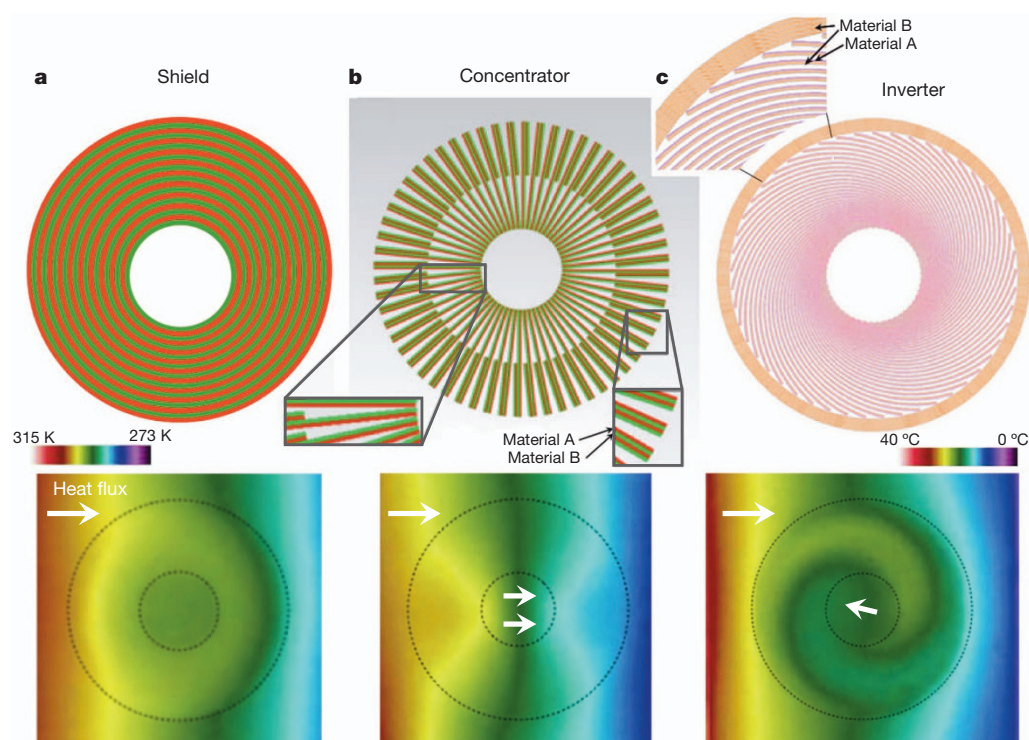 a
Shield
b
Concentrator
c
Inverter
Material B
Material A
Material A
Material B
315 K
273 K
40 ºC
0 ºC
Heat flux